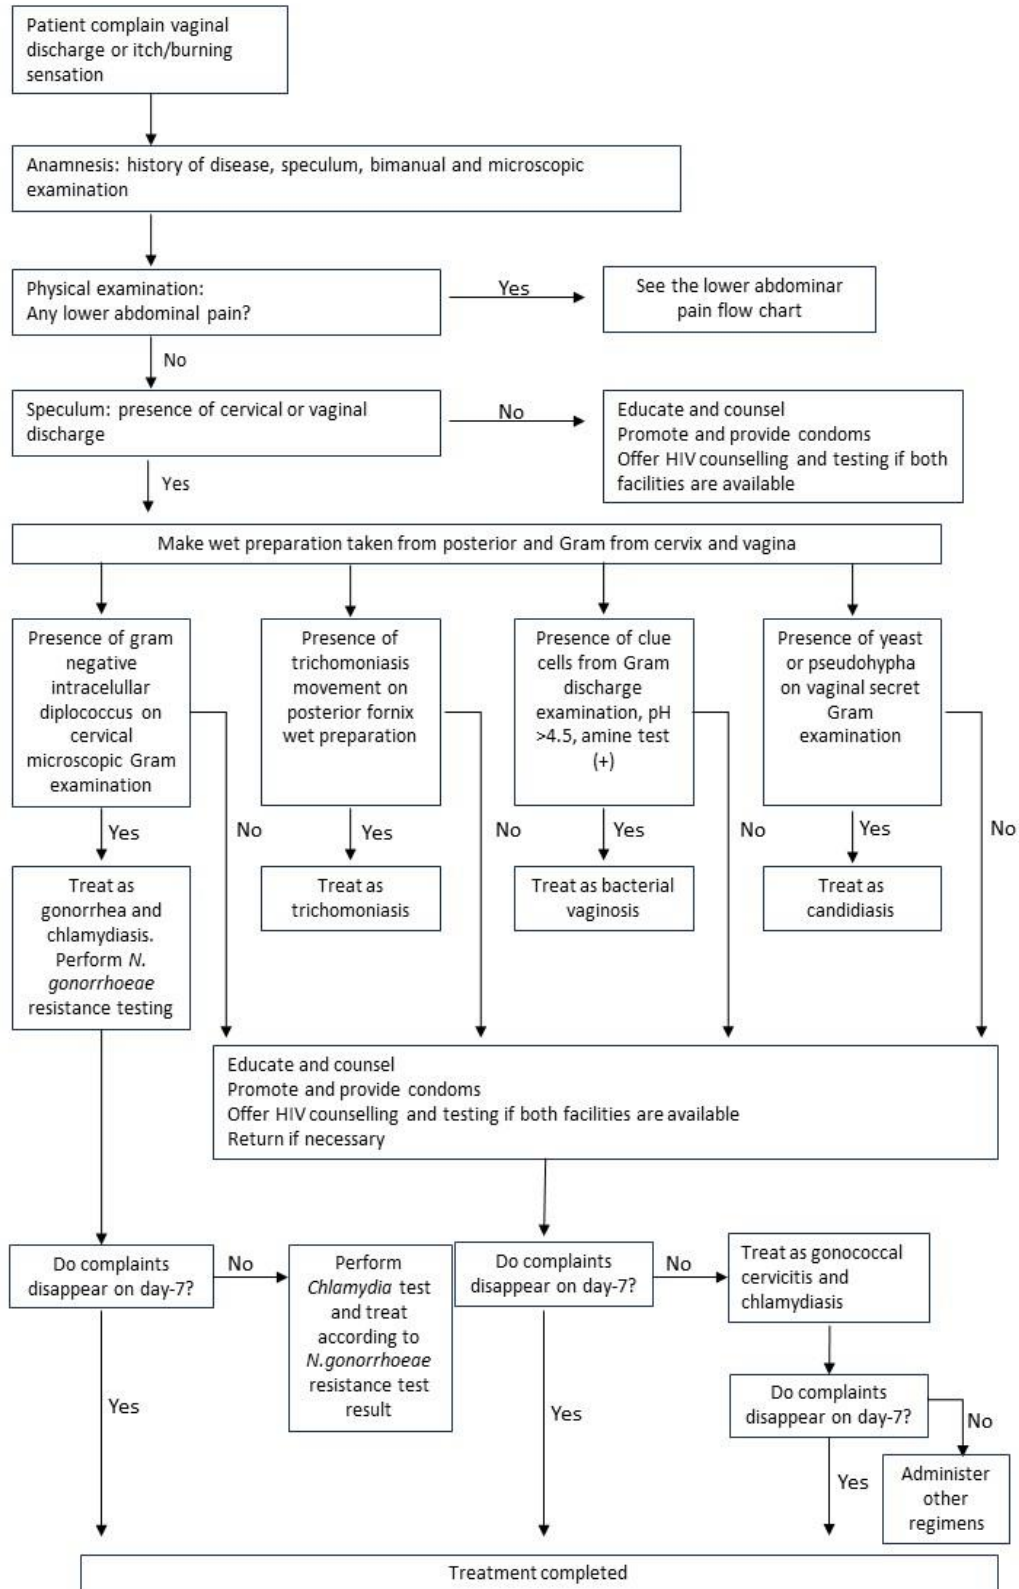 Patient complain vaginal
discharge or itch/burning
sensation
Anamnesis: history of disease, speculum, bimanual and microscopic
examination
Physical examination:
Any lower abdominal pain?
Yes
See the lower abdominar
pain flow chart
No
Speculum: presence of cervical or vaginal
discharge
No
Educate and counsel
Promote and provide condoms
Offer HIV counselling and testing if both
facilities are available
Yes
Make wet preparation taken from posterior and Gram from cervix and vagina
Presence of gram
negative
intracelullar
diplococcus on
cervical
microscopic Gram
examination
Presence of
trichomoniasis
movement on
posterior fornix
wet preparation
Presence of clue
cells from Gram
discharge
examination, pH
>4.5, amine test
(+)
Presence of yeast
or pseudohypha
on vaginal secret
Gram
examination
Yes
No
Yes
No
Yes
No
Yes
No
Treat as
gonorrhea and
chlamydiasis.
Perform N.
gonorrhoeae
resistance testing
Treat as
trichomoniasis
Treat as bacterial
vaginosis
Treat as
candidiasis
Educate and counsel
Promote and provide condoms
Offer HIV counselling and testing if both facilities are available
Return if necessary
Do complaints
disappear on day-7?
No
Perform
Chlamydia test
and treat
according to
N.gonorrhoeae
resistance test
result
Do complaints
disappear on day-7?
No
Treat as gonococcal
cervicitis and
chlamydiasis
Yes
Yes
Do complaints
disappear on day-7?
No
Yes
Administer
other
regimens
Treatment completed